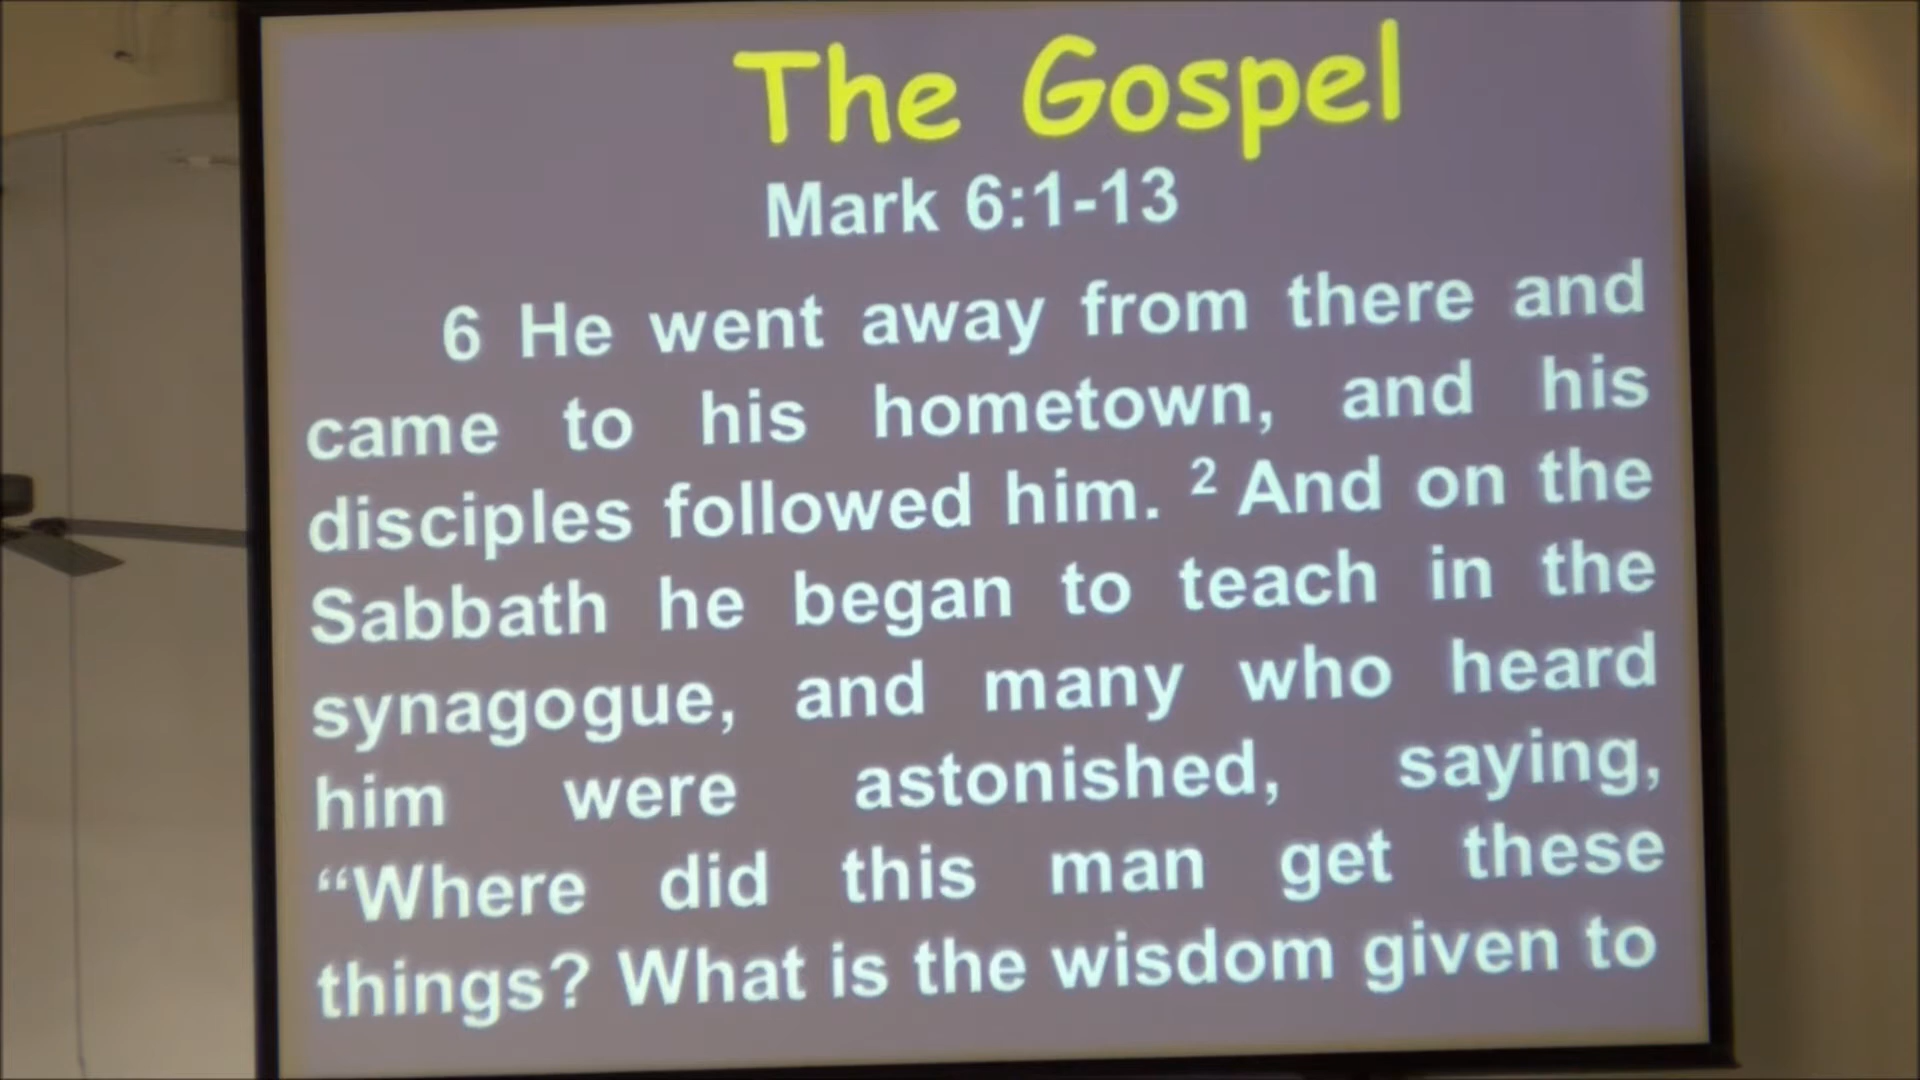 The Gospel
Mark 6:1-13
6 He went away from there and
came to his hometown, and his
disciples followed him. ² And on the
Sabbath he began to teach in the
synagogue, and many who heard
him were astonished, saying,
“Where did this man get these
things? What is the wisdom given to